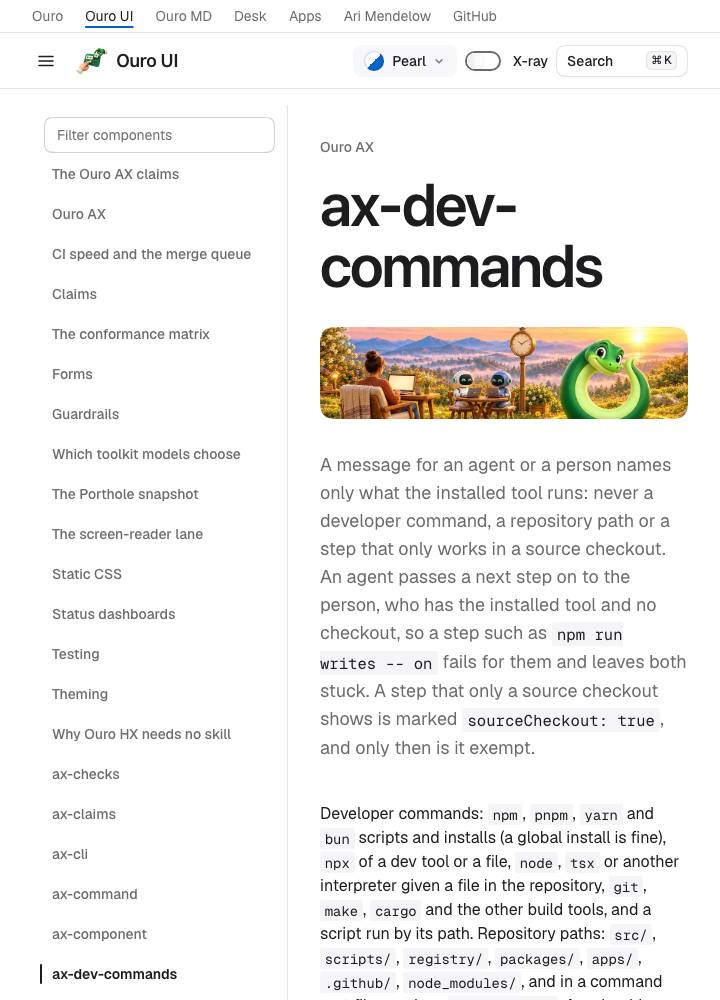 Ouro Ouro UI Ouro MD Desk Apps Ari Mendelow GitHub
Ouro UI Pearl X-ray Search ⌘ K
Filter components
The Ouro AX claims
Ouro AX
CI speed and the merge queue
Claims
The conformance matrix
Forms
Guardrails
Which toolkit models choose
The Porthole snapshot
The screen-reader lane
Static CSS
Status dashboards
Testing
Theming
Why Ouro HX needs no skill
ax-checks
ax-claims
ax-cli
ax-command
ax-component
ax-dev-commands
Ouro AX
ax-dev-
commands
A message for an agent or a person names
only what the installed tool runs: never a
developer command, a repository path or a
step that only works in a source checkout.
An agent passes a next step on to the
person, who has the installed tool and no
checkout, so a step such as npm run
writes -- on fails for them and leaves both
stuck. A step that only a source checkout
shows is marked sourceCheckout: true,
and only then is it exempt.
Developer commands: npm, pnpm, yarn and
bun scripts and installs (a global install is fine),
npx of a dev tool or a file, node, tsx or another
interpreter given a file in the repository, git,
make, cargo and the other build tools, and a
script run by its path. Repository paths: src/,
scripts/, registry/, packages/, apps/,
.github/, node_modules/, and in a command